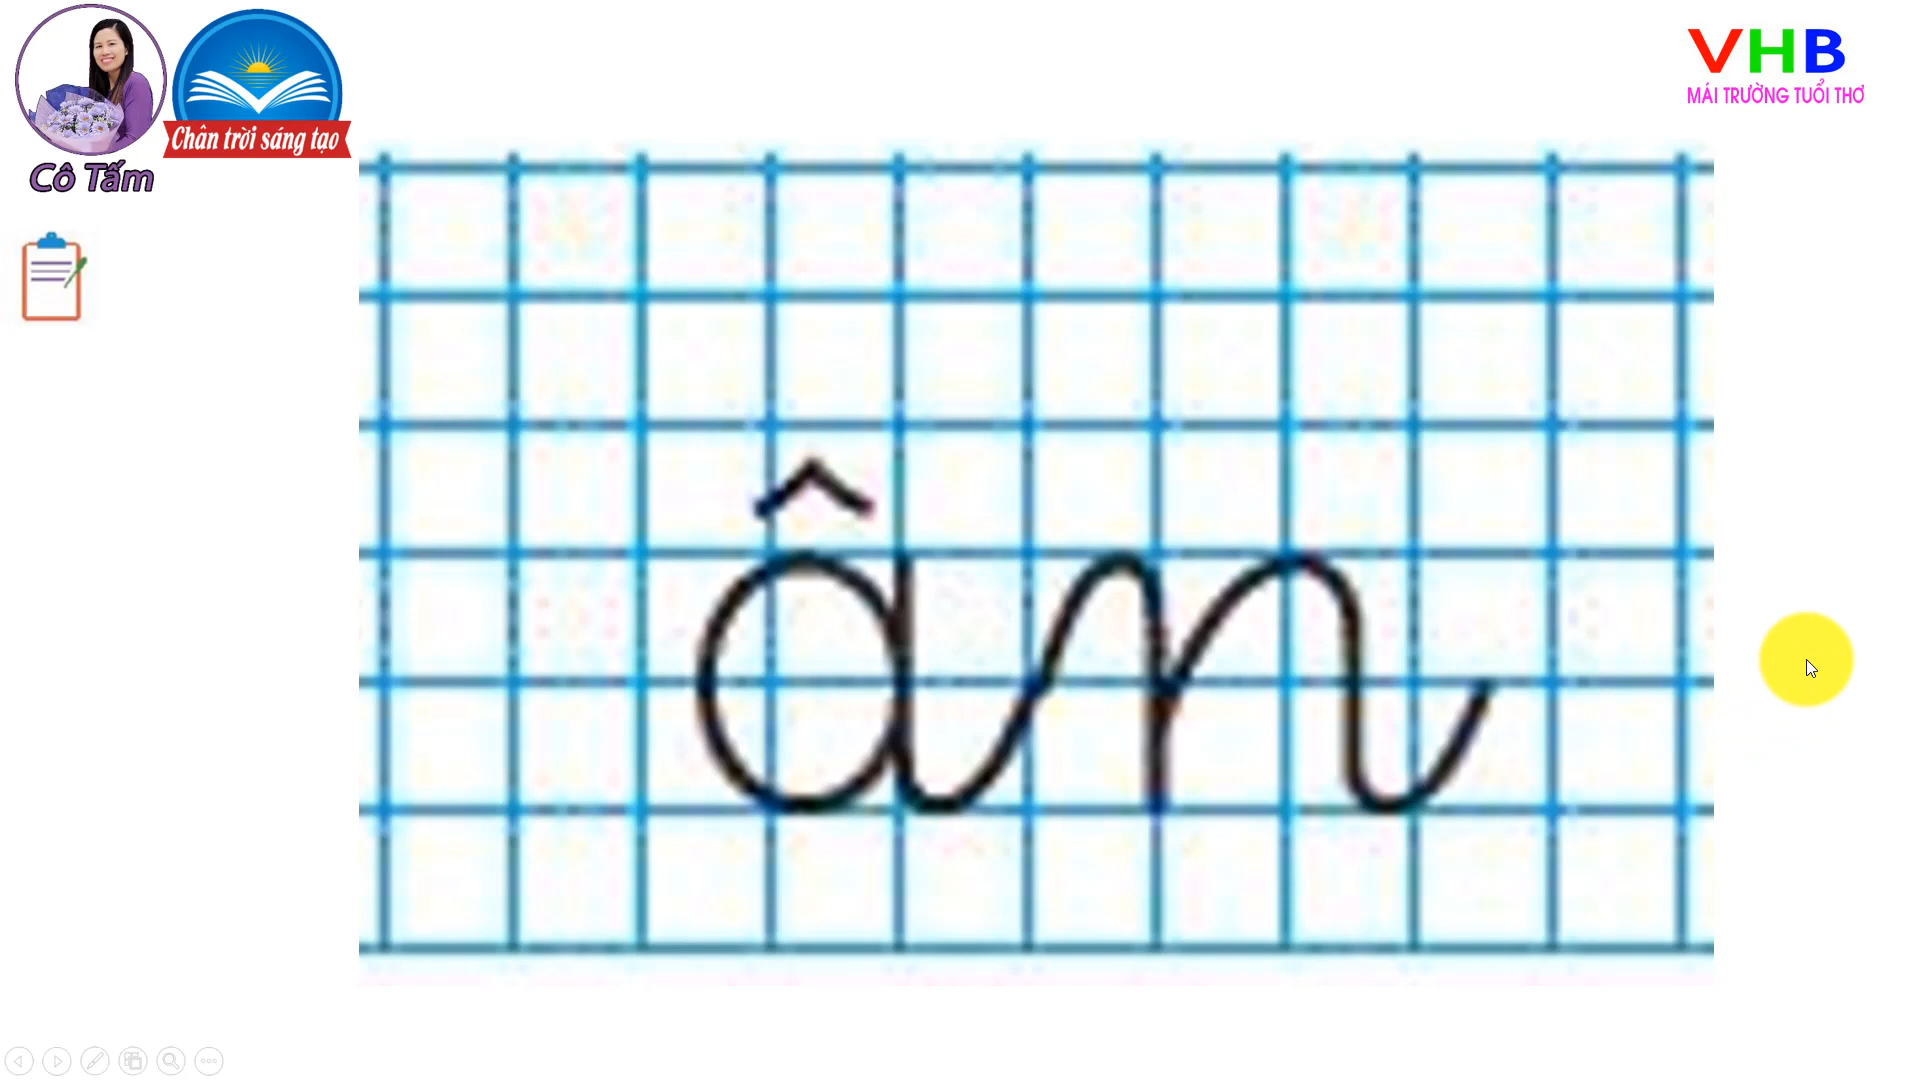 Cô Tấm
Chân trời sáng tạo
VHB
MÁI TRƯỜNG TUỔI THƠ
ân